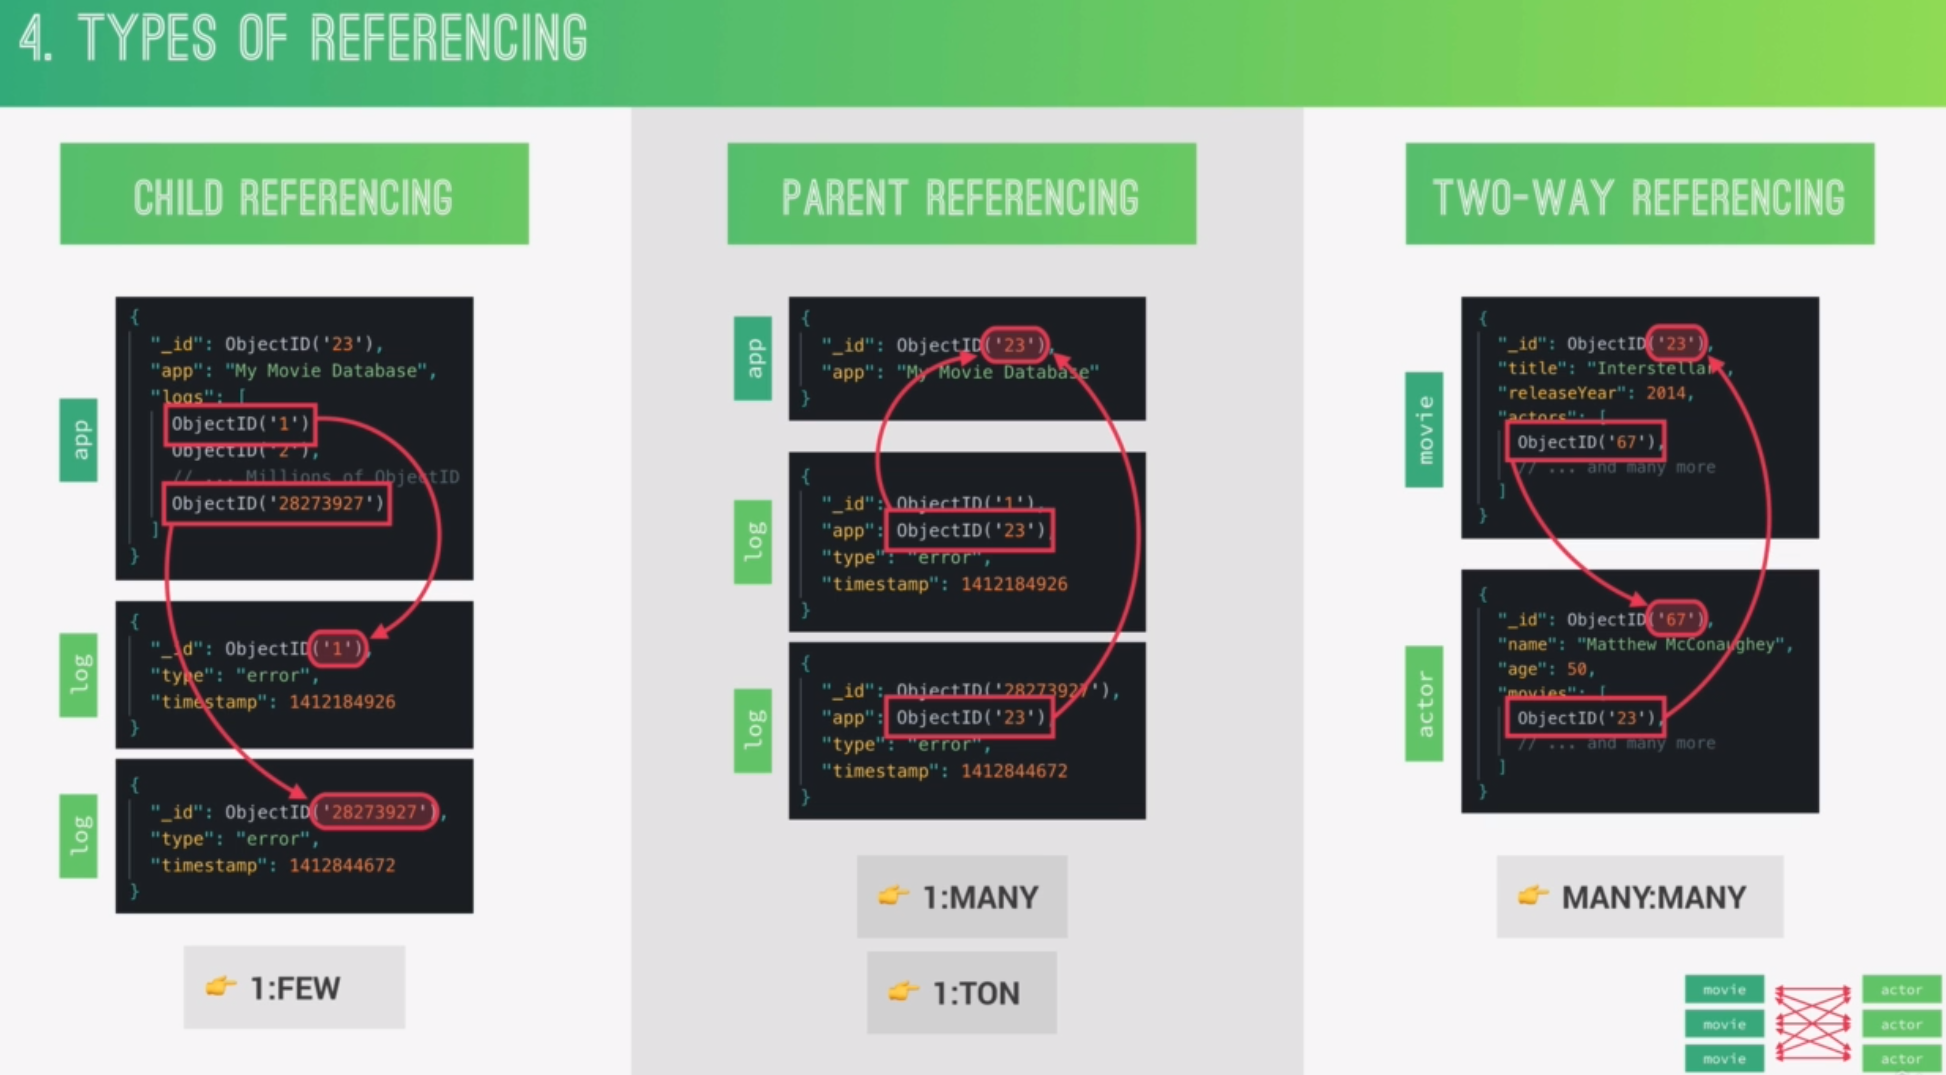 4. TYPES OF REFERENCING
CHILD REFERENCING
app
{
"_id": ObjectID('23'),
"app": "My Movie Database",
"logs": [
ObjectID('1')
ObjectID('2'),
// ... Millions of ObjectID
ObjectID('28273927')
]
}
log
{
"_id": ObjectID('1'),
"type": "error",
"timestamp": 1412184926
}
log
{
"_id": ObjectID('28273927'),
"type": "error",
"timestamp": 1412844672
}
👉 1:FEW
PARENT REFERENCING
app
{
"_id": ObjectID('23'),
"app": "My Movie Database"
}
log
{
"_id": ObjectID('1'),
"app": ObjectID('23')
"type": "error",
"timestamp": 1412184926
}
log
{
"_id": ObjectID('28273927'),
"app": ObjectID('23')
"type": "error",
"timestamp": 1412844672
}
👉 1:MANY
👉 1:TON
TWO-WAY REFERENCING
movie
{
"_id": ObjectID('23'),
"title": "Interstellar",
"releaseYear": 2014,
"actors": [
ObjectID('67'),
// ... and many more
]
}
actor
{
"_id": ObjectID('67'),
"name": "Matthew McConaughey",
"age": 50,
"movies": [
ObjectID('23'),
// ... and many more
]
}
👉 MANY:MANY
movie actor
movie actor
movie actor